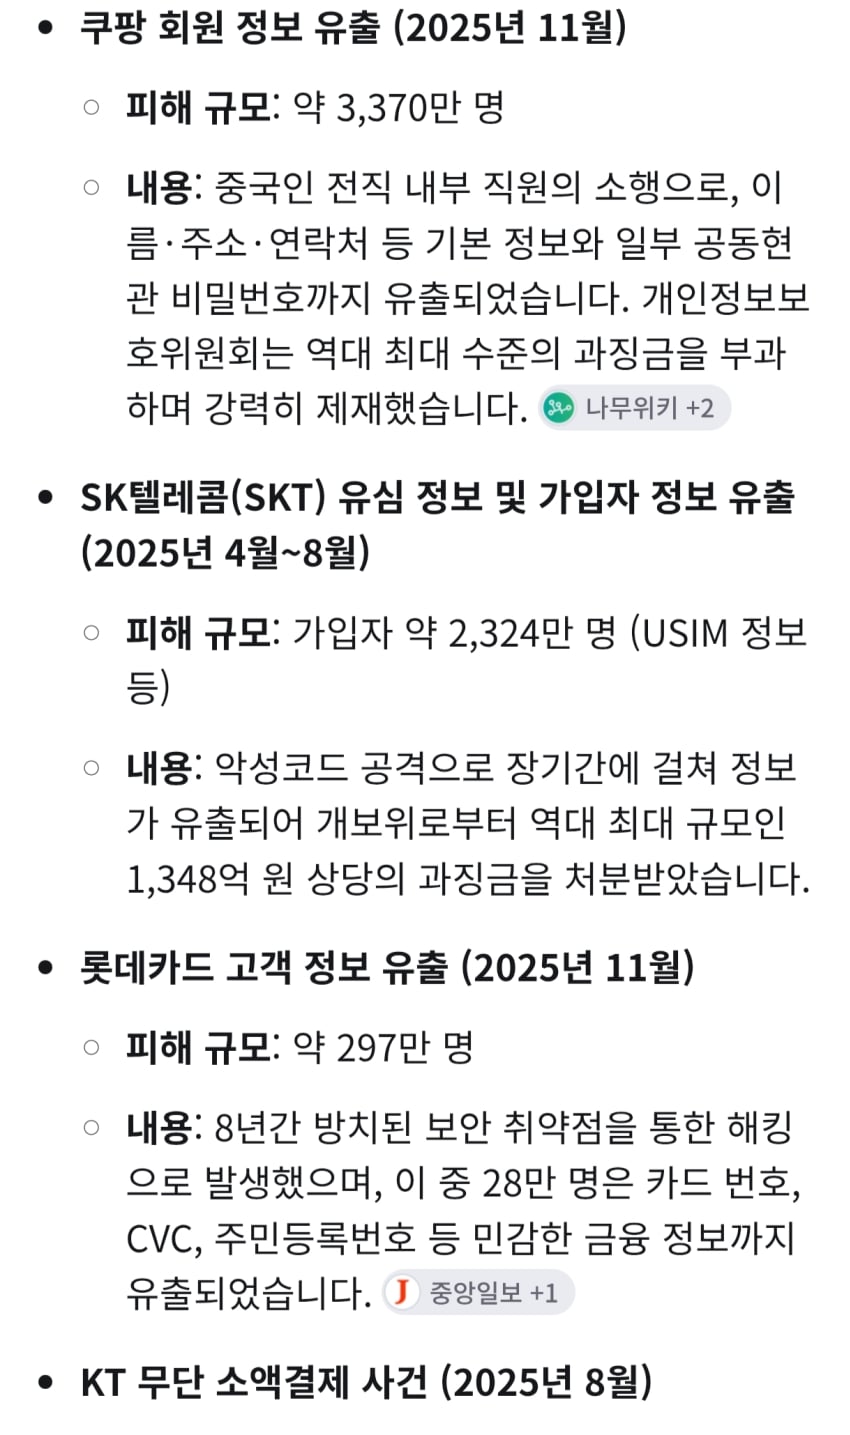 • 쿠팡 회원 정보 유출 (2025년 11월)
○ 피해 규모: 약 3,370만 명
○ 내용: 중국인 전직 내부 직원의 소행으로, 이
름·주소·연락처 등 기본 정보와 일부 공동현
관 비밀번호까지 유출되었습니다. 개인정보보
호위원회는 역대 최대 수준의 과징금을 부과
하며 강력히 제재했습니다. 나무위키 +2
• SK텔레콤(SKT) 유심 정보 및 가입자 정보 유출
(2025년 4월~8월)
○ 피해 규모: 가입자 약 2,324만 명 (USIM 정보
등)
○ 내용: 악성코드 공격으로 장기간에 걸쳐 정보
가 유출되어 개보위로부터 역대 최대 규모인
1,348억 원 상당의 과징금을 처분받았습니다.
• 롯데카드 고객 정보 유출 (2025년 11월)
○ 피해 규모: 약 297만 명
○ 내용: 8년간 방치된 보안 취약점을 통한 해킹
으로 발생했으며, 이 중 28만 명은 카드 번호,
CVC, 주민등록번호 등 민감한 금융 정보까지
유출되었습니다. J 중앙일보 +1
• KT 무단 소액결제 사건 (2025년 8월)